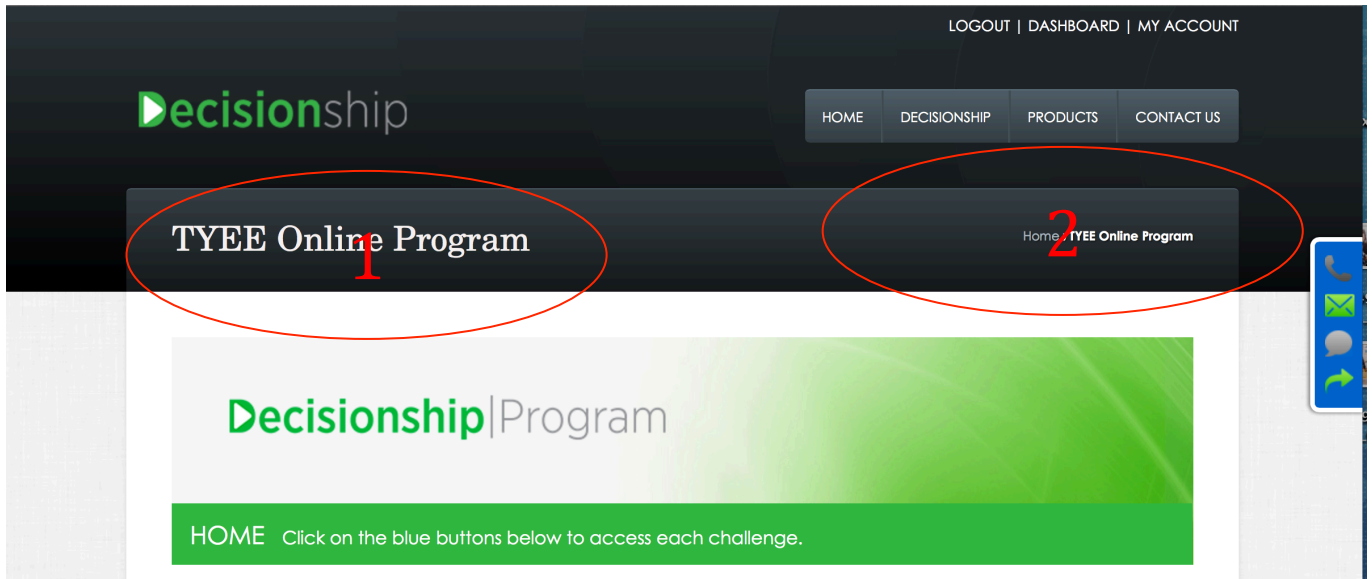 LOGOUT | DASHBOARD | MY ACCOUNT
Decisionship
HOME DECISIONSHIP PRODUCTS CONTACT US
TYEE Online Program
1
2
Home TYEE Online Program
Decisionship|Program
HOME Click on the blue buttons below to access each challenge.